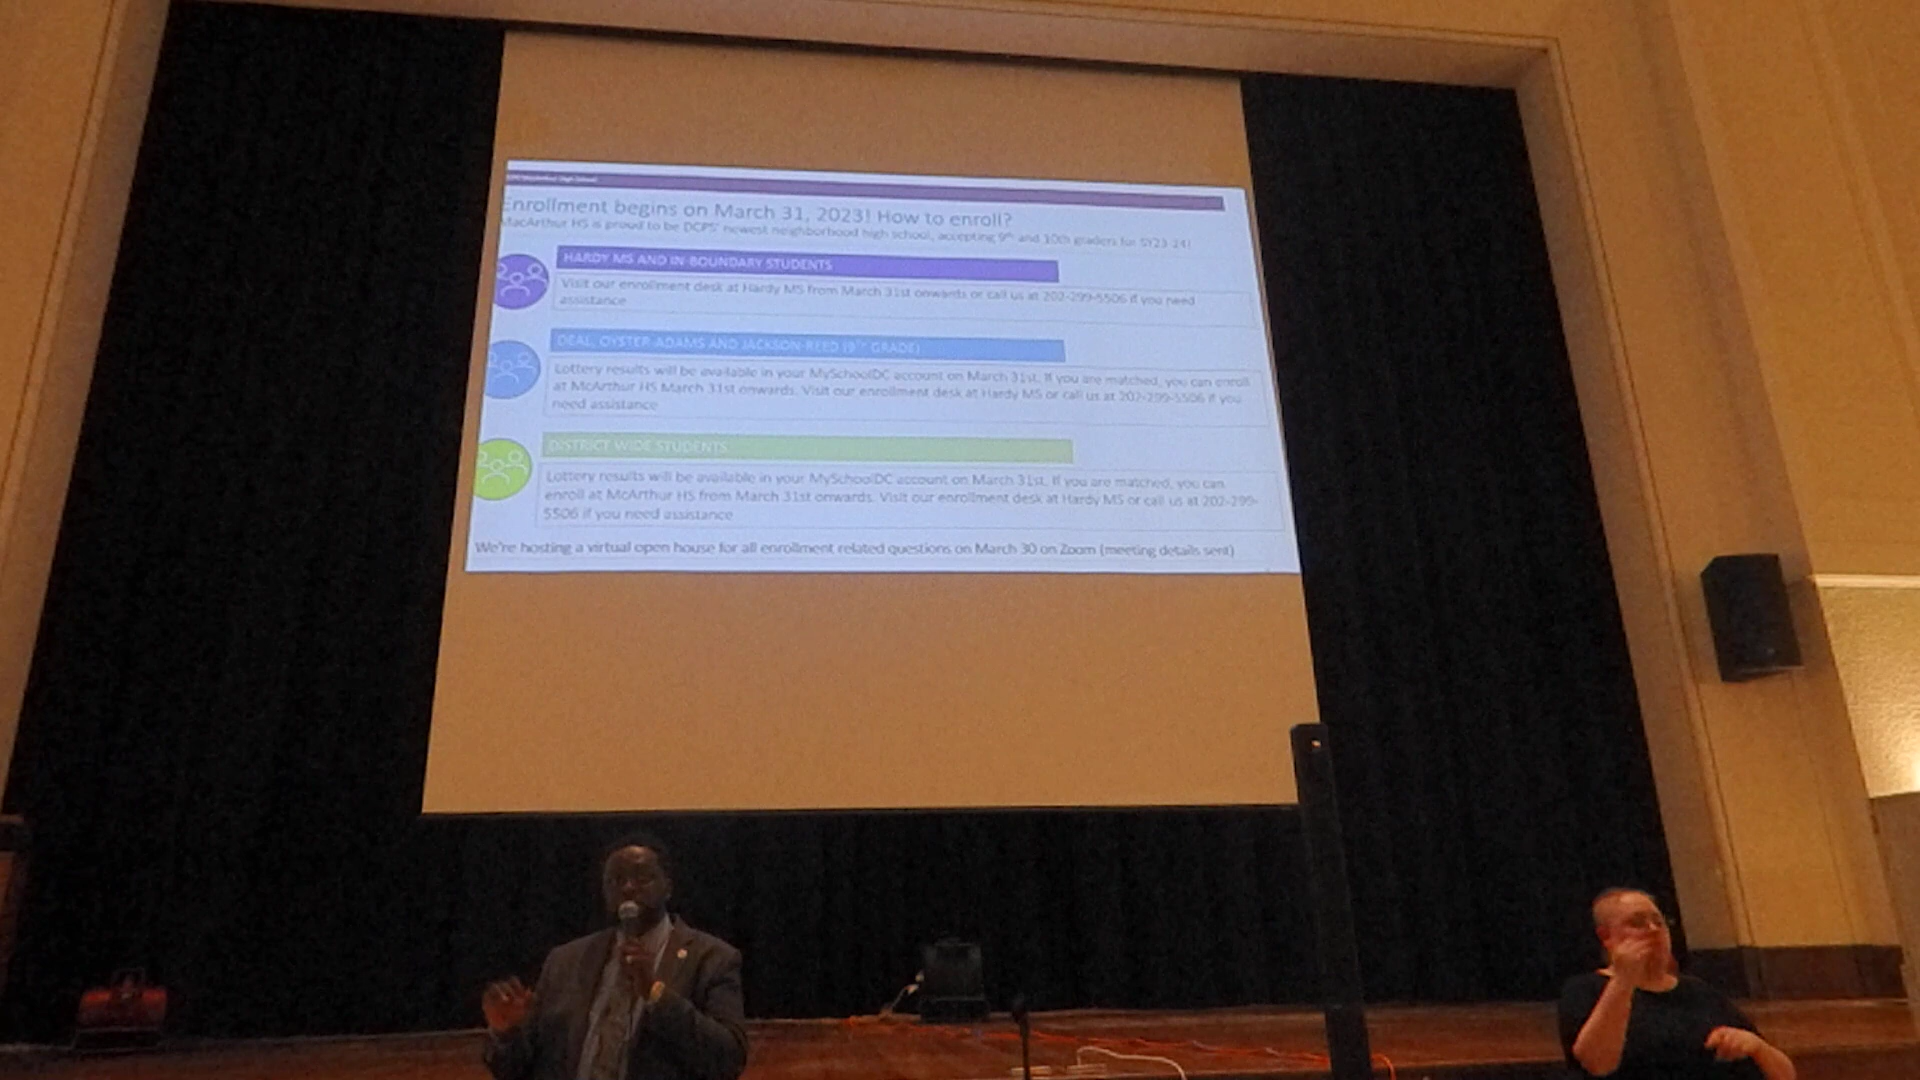 Enrollment begins on March 31, 2023! How to enroll?
MacArthur HS is proud to be DCPS' newest neighborhood high school, accepting 9th and 10th graders for SY23-24!
HARDY MS AND IN-BOUNDARY STUDENTS
Visit our enrollment desk at Hardy MS from March 31st onwards or call us at 202-299-5506 if you need
assistance
DEAL, OYSTER-ADAMS AND JACKSON-REED (9TH GRADE)
Lottery results will be available in your MySchoolDC account on March 31st. If you are matched, you can enroll
at McArthur HS March 31st onwards. Visit our enrollment desk at Hardy MS or call us at 202-299-5506 if you
need assistance
DISTRICT WIDE STUDENTS
Lottery results will be available in your MySchoolDC account on March 31st. If you are matched, you can
enroll at McArthur HS from March 31st onwards. Visit our enrollment desk at Hardy MS or call us at 202-299-
5506 if you need assistance
We're hosting a virtual open house for all enrollment related questions on March 30 on Zoom (meeting details sent)